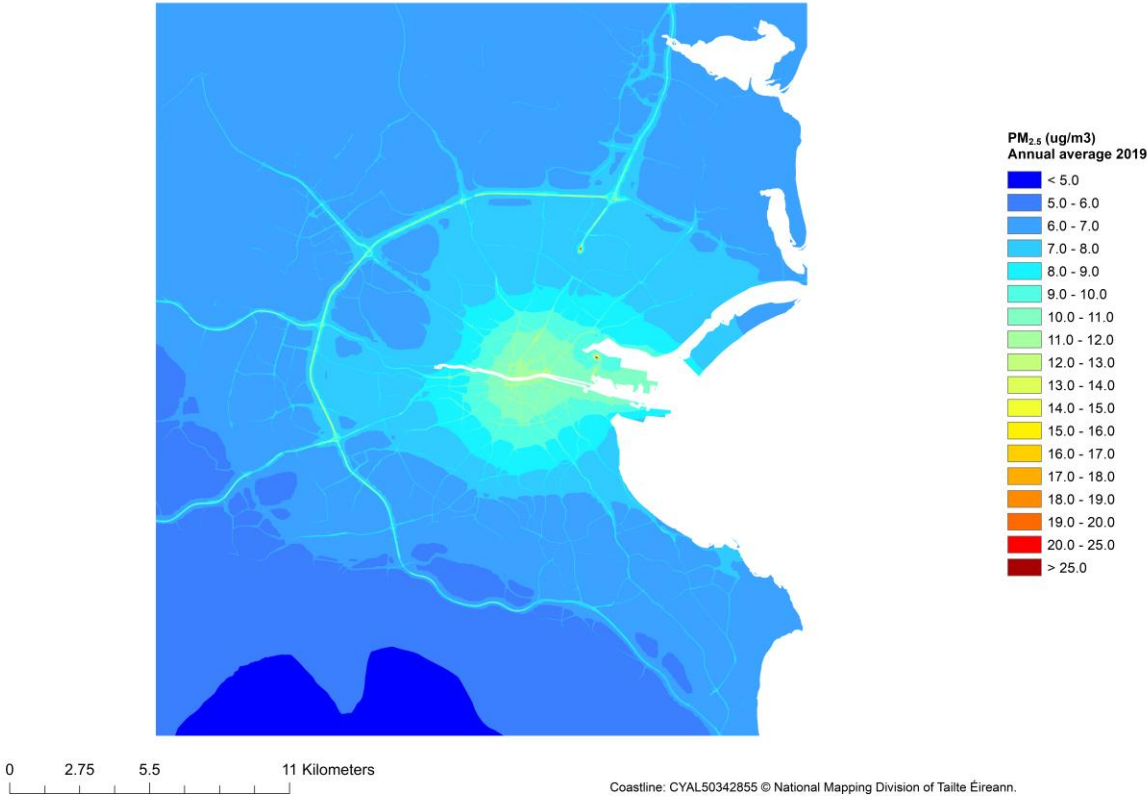 PM2.5 (ug/m3)
Annual average 2019
< 5.0
5.0 - 6.0
6.0 - 7.0
7.0 - 8.0
8.0 - 9.0
9.0 - 10.0
10.0 - 11.0
11.0 - 12.0
12.0 - 13.0
13.0 - 14.0
14.0 - 15.0
15.0 - 16.0
16.0 - 17.0
17.0 - 18.0
18.0 - 19.0
19.0 - 20.0
20.0 - 25.0
> 25.0
0 2.75 5.5 11 Kilometers
Coastline: CYAL50342855 © National Mapping Division of Tailte Éireann.